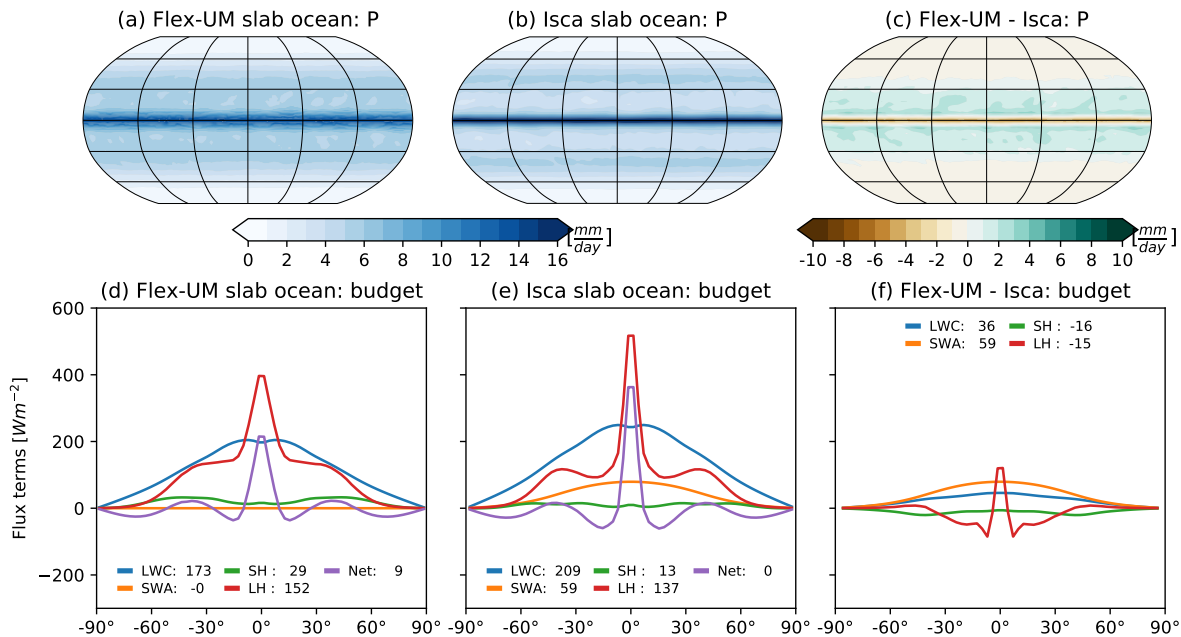 (a) Flex-UM slab ocean: P
(b) Isca slab ocean: P
(c) Flex-UM - Isca: P
0 2 4 6 8 10 12 14 16
[mm/day]
-10 -8 -6 -4 -2 0 2 4 6 8 10
[mm/day]
(d) Flex-UM slab ocean: budget
(e) Isca slab ocean: budget
(f) Flex-UM - Isca: budget
Flux terms [Wm⁻²]
600
400
200
0
−200
LWC: 173 SH : 29 Net: 9
SWA: -0 LH : 152
LWC: 209 SH : 13 Net: 0
SWA: 59 LH : 137
LWC: 36 SH : -16
SWA: 59 LH : -15
-90° -60° -30° 0° 30° 60° 90°
-90° -60° -30° 0° 30° 60° 90°
-90° -60° -30° 0° 30° 60° 90°